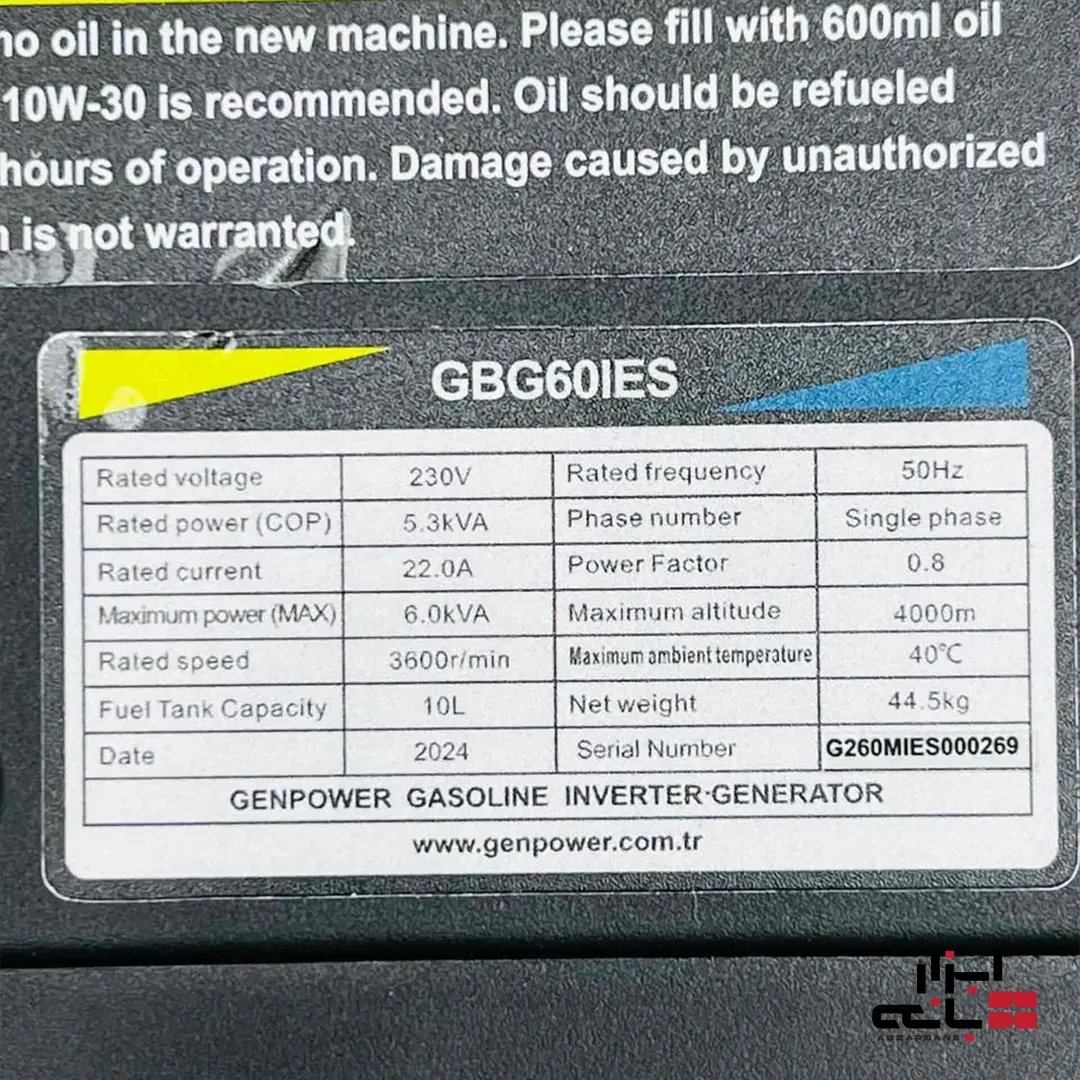 no oil in the new machine. Please fill with 600ml oil
10W-30 is recommended. Oil should be refueled
hours of operation. Damage caused by unauthorized
is not warranted.
GBG60IES
Rated voltage 230V Rated frequency 50Hz
Rated power (COP) 5.3kVA Phase number Single phase
Rated current 22.0A Power Factor 0.8
Maximum power (MAX) 6.0kVA Maximum altitude 4000m
Rated speed 3600r/min Maximum ambient temperature 40℃
Fuel Tank Capacity 10L Net weight 44.5kg
Date 2024 Serial Number G260MIES000269
GENPOWER GASOLINE INVERTER·GENERATOR
www.genpower.com.tr
ابزار
بانه
ABZARBANE